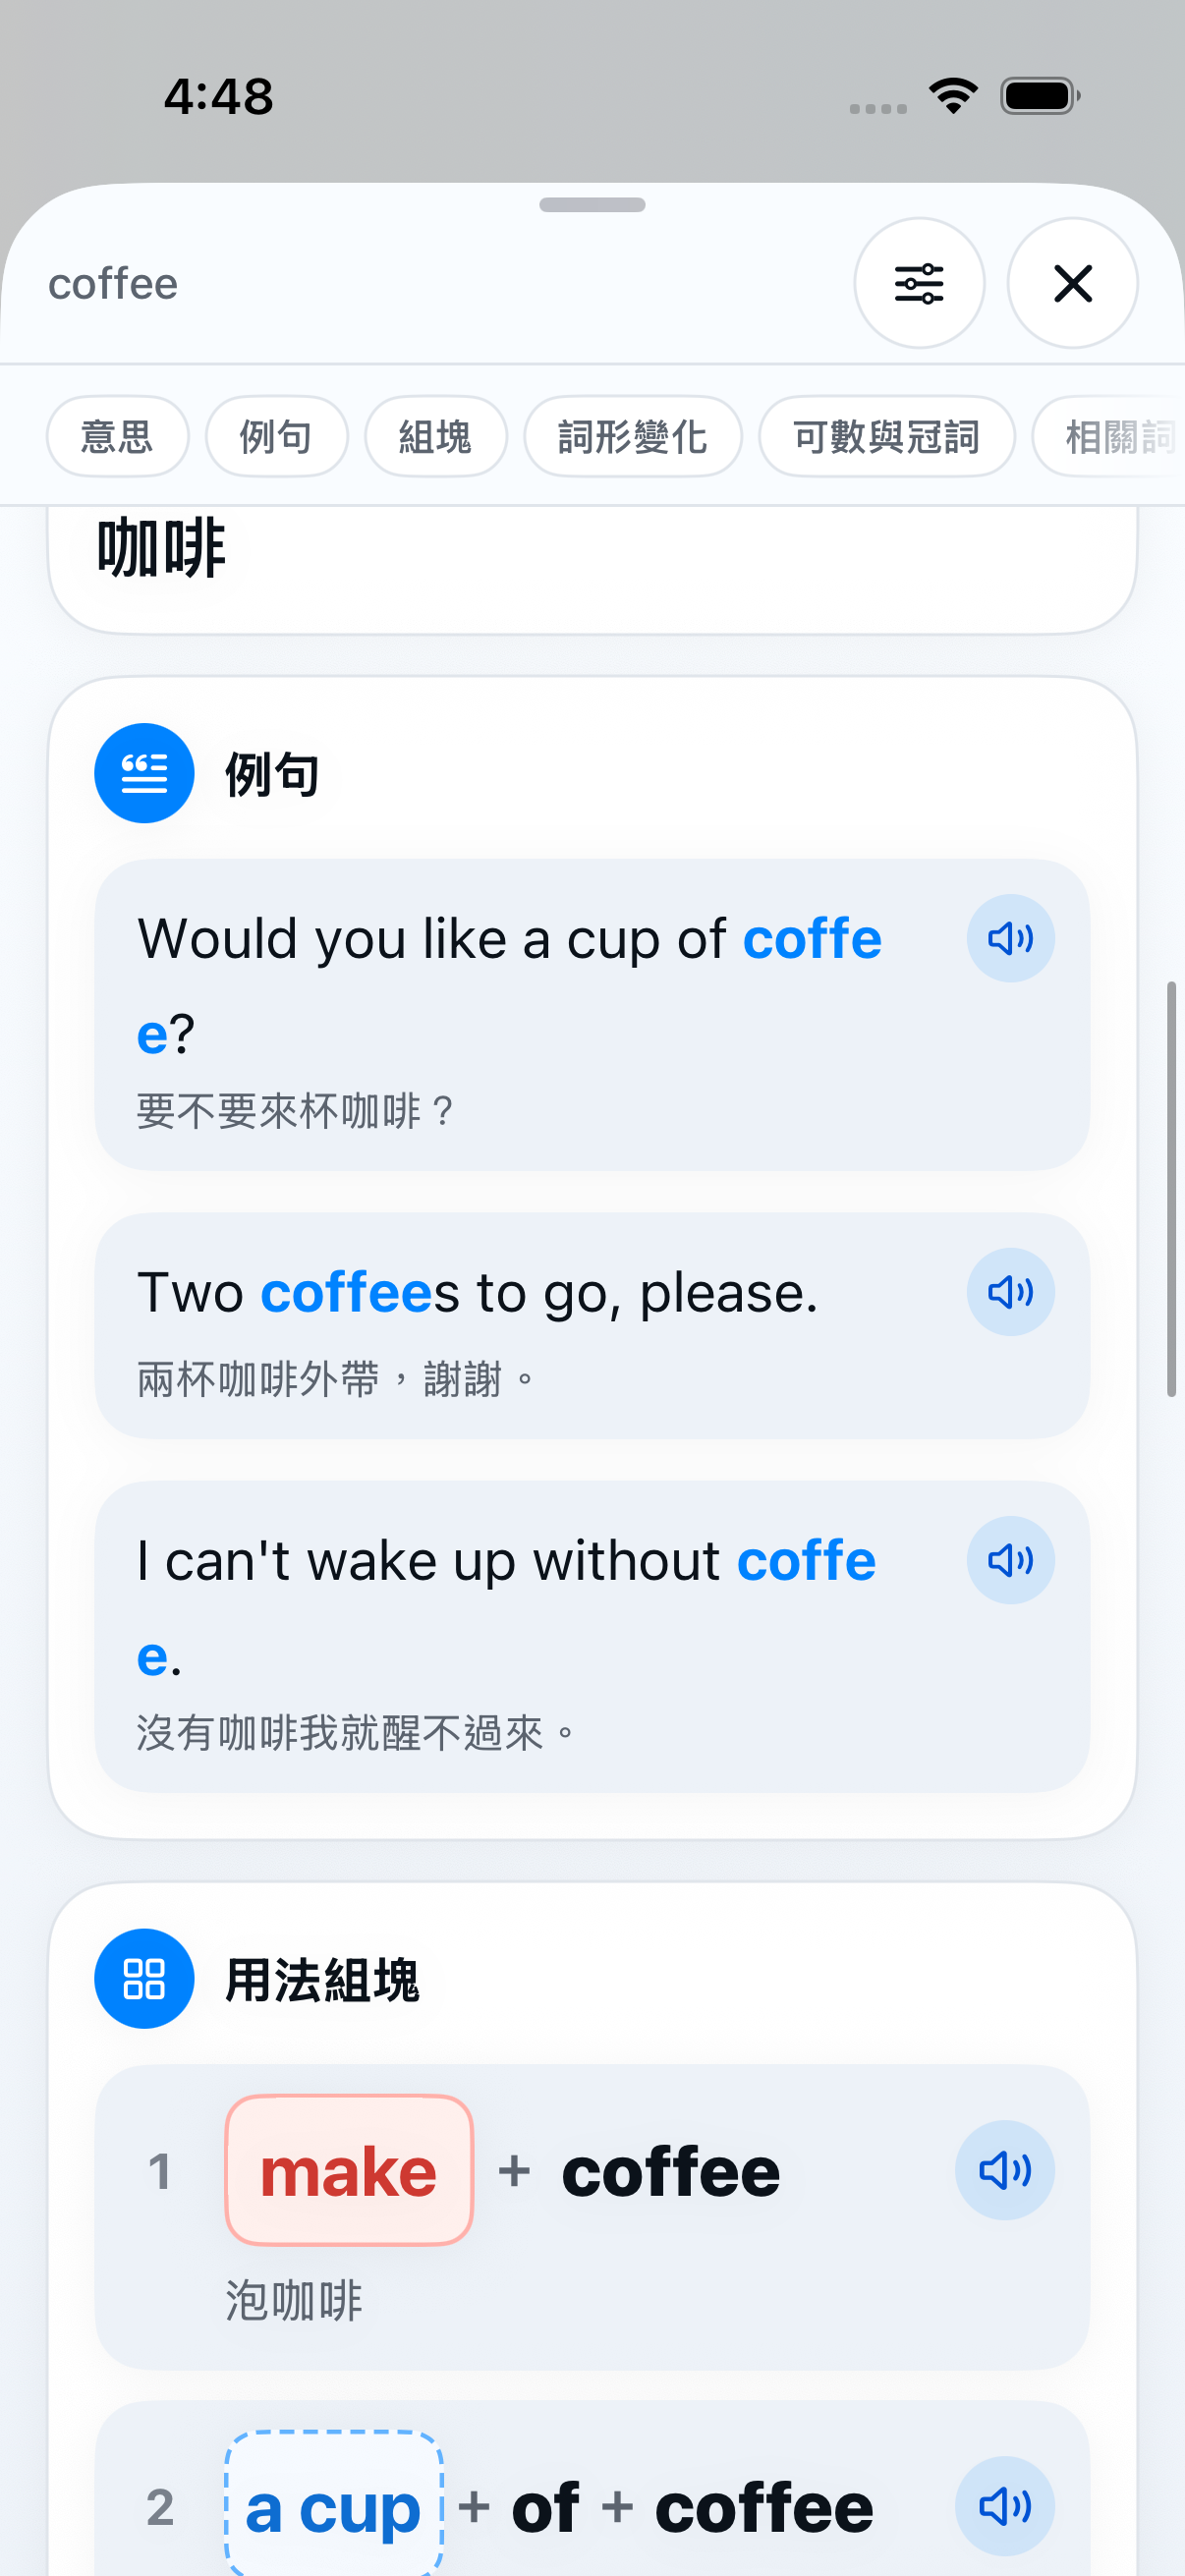 4:48
coffee
意思 例句 組塊 詞形變化 可數與冠詞 相關詞
咖啡
例句
Would you like a cup of coffe
e?
要不要來杯咖啡？
Two coffees to go, please.
兩杯咖啡外帶，謝謝。
I can't wake up without coffe
e.
沒有咖啡我就醒不過來。
用法組塊
1 make + coffee
泡咖啡
2 a cup + of + coffee